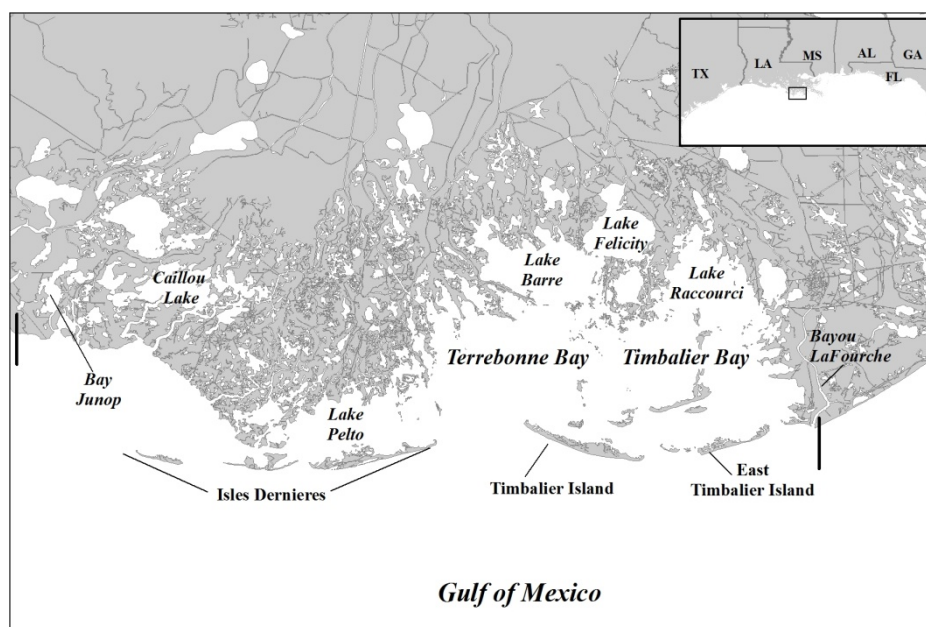 TX
LA
MS
AL
GA
FL
Lake
Felicity
Lake
Barre
Lake
Raccourci
Caillou
Lake
Bayou
LaFourche
Terrebonne Bay
Timbalier Bay
Bay
Junop
Lake
Pelto
Isles Dernieres
Timbalier Island
East
Timbalier Island
Gulf of Mexico